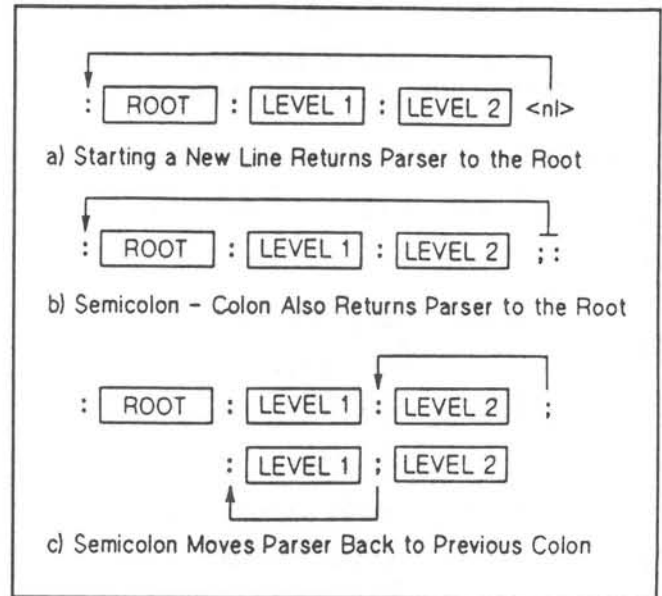 : ROOT : LEVEL 1 : LEVEL 2 <nl>
a) Starting a New Line Returns Parser to the Root
: ROOT : LEVEL 1 : LEVEL 2 ; :
b) Semicolon – Colon Also Returns Parser to the Root
: ROOT : LEVEL 1 : LEVEL 2 ;
: LEVEL 1 ; LEVEL 2
c) Semicolon Moves Parser Back to Previous Colon